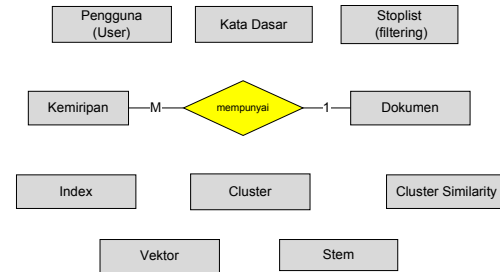 Pengguna
(User)
Kata Dasar
Stoplist
(filtering)
Kemiripan
M
mempunyai
1
Dokumen
Index
Cluster
Cluster Similarity
Vektor
Stem